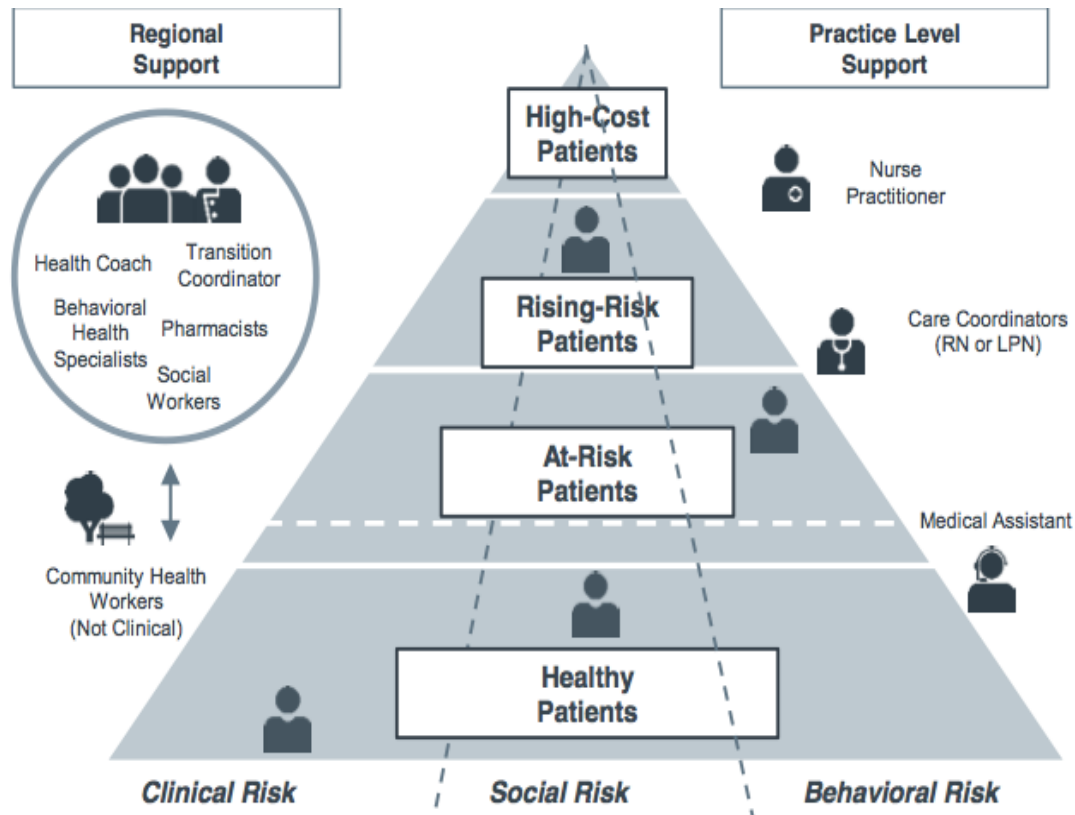 Regional
Support
Practice Level
Support
High-Cost
Patients
Nurse
Practitioner
Health Coach
Transition
Coordinator
Behavioral
Health
Specialists
Pharmacists
Social
Workers
Rising-Risk
Patients
Care Coordinators
(RN or LPN)
At-Risk
Patients
Medical Assistant
Community Health
Workers
(Not Clinical)
Healthy
Patients
Clinical Risk
Social Risk
Behavioral Risk